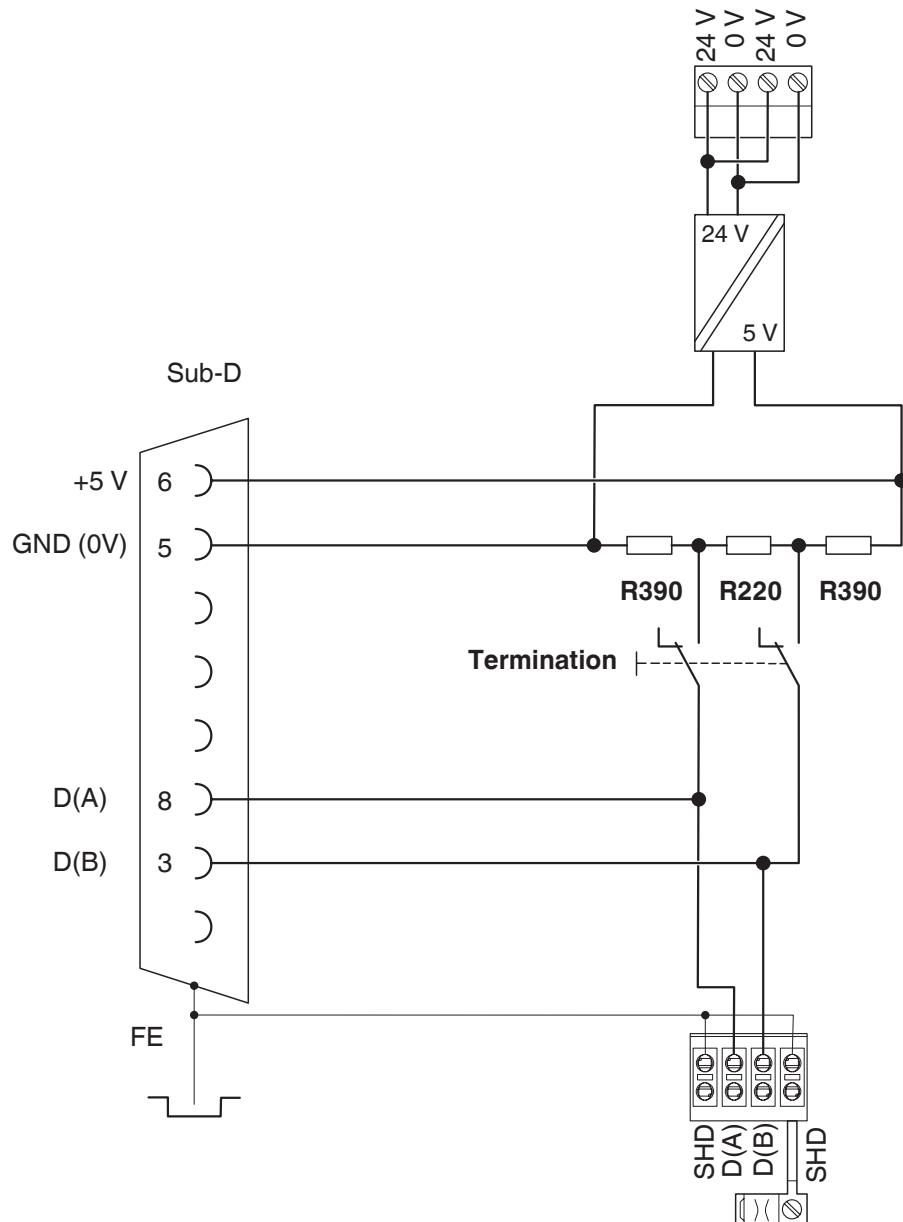 24 V
0 V
24 V
0 V
24 V
5 V
Sub-D
+5 V 6
GND (0V) 5
R390 R220 R390
Termination
D(A) 8
D(B) 3
FE
SHD
D(A)
D(B)
SHD